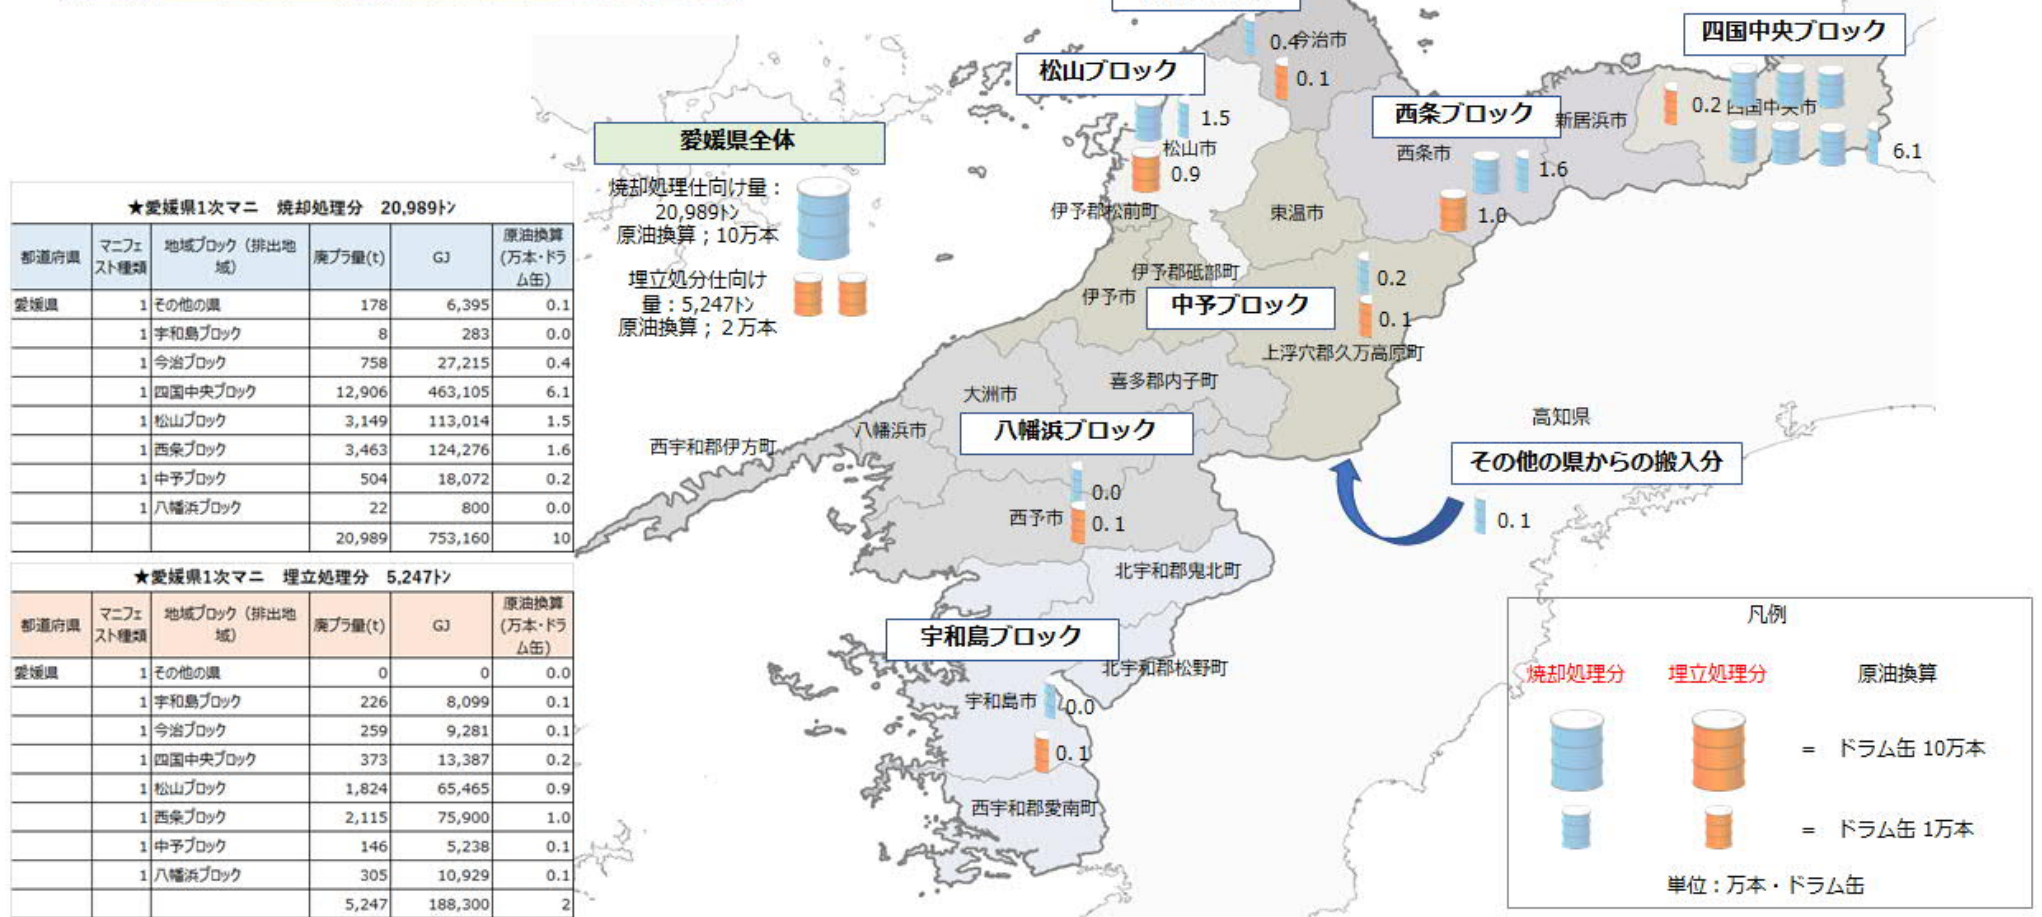 ★愛媛県1次マニ 焼却処理分 20,989トン
都道府県 マニフェスト種類 地域ブロック（排出地域） 廃プラ量(t) GJ 原油換算(万本・ドラム缶)
愛媛県 1 その他の県 178 6,395 0.1
1 宇和島ブロック 8 283 0.0
1 今治ブロック 758 27,215 0.4
1 四国中央ブロック 12,906 463,105 6.1
1 松山ブロック 3,149 113,014 1.5
1 西条ブロック 3,463 124,276 1.6
1 中予ブロック 504 18,072 0.2
1 八幡浜ブロック 22 800 0.0
20,989 753,160 10
★愛媛県1次マニ 埋立処理分 5,247トン
都道府県 マニフェスト種類 地域ブロック（排出地域） 廃プラ量(t) GJ 原油換算(万本・ドラム缶)
愛媛県 1 その他の県 0 0 0.0
1 宇和島ブロック 226 8,099 0.1
1 今治ブロック 259 9,281 0.1
1 四国中央ブロック 373 13,387 0.2
1 松山ブロック 1,824 65,465 0.9
1 西条ブロック 2,115 75,900 1.0
1 中予ブロック 146 5,238 0.1
1 八幡浜ブロック 305 10,929 0.1
5,247 188,300 2
愛媛県全体
焼却処理仕向け量：
20,989トン
原油換算；10万本
埋立処分仕向け
量：5,247トン
原油換算；２万本
0.4
今治市
0.1
松山ブロック
1.5
松山市
0.9
伊予郡松前町
四国中央ブロック
0.2
四国中央市
6.1
西条ブロック
新居浜市
西条市
1.6
1.0
東温市
伊予郡砥部町
伊予市
中予ブロック
0.2
0.1
上浮穴郡久万高原町
大洲市
喜多郡内子町
八幡浜市
八幡浜ブロック
西宇和郡伊方町
0.0
西予市
0.1
高知県
その他の県からの搬入分
0.1
北宇和郡鬼北町
宇和島ブロック
北宇和郡松野町
宇和島市
0.0
0.1
西宇和郡愛南町
凡例
焼却処理分 埋立処理分 原油換算
= ドラム缶 10万本
= ドラム缶 1万本
単位：万本・ドラム缶